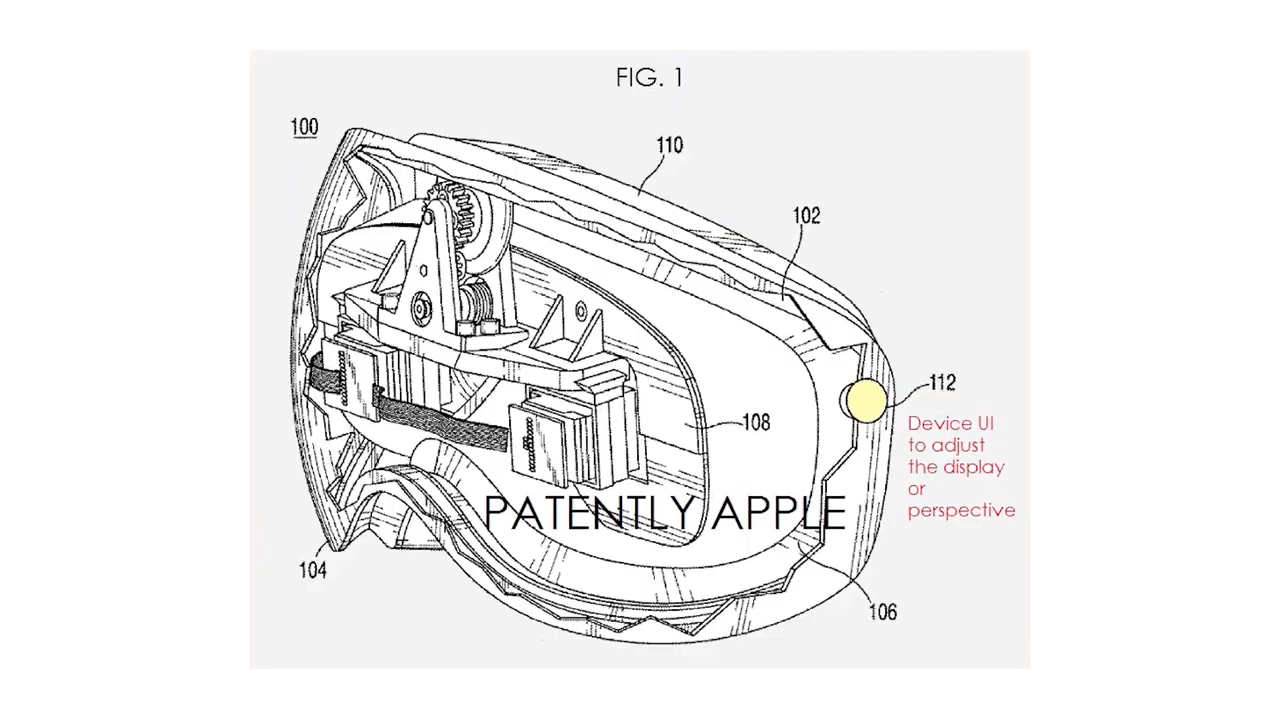 FIG. 1
100
110
102
112
Device UI
to adjust
the display
or
perspective
108
PATENTLY APPLE
104
106